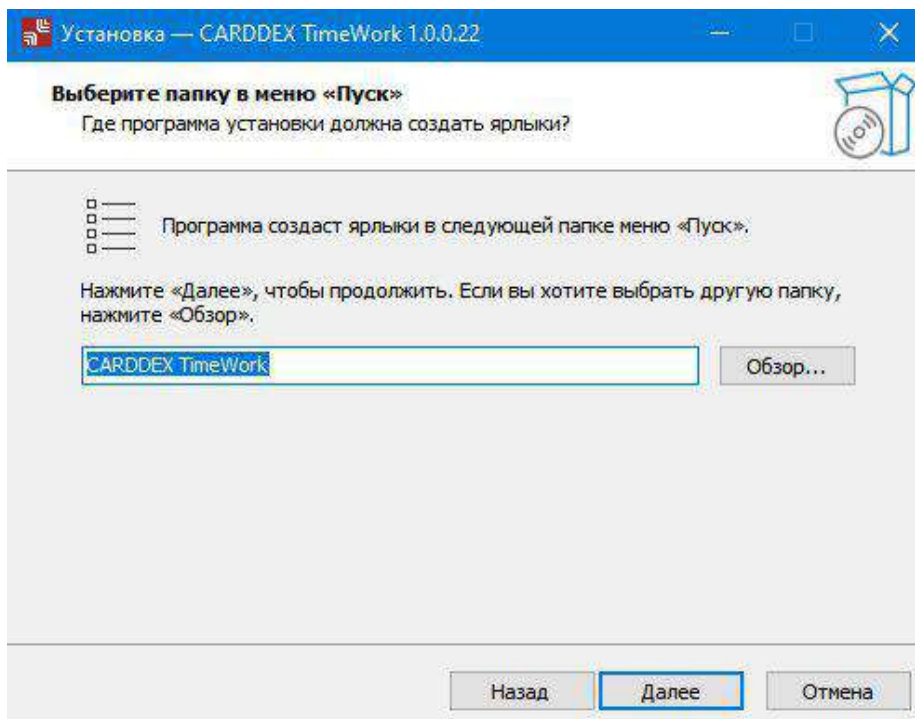 Установка — CARDDEX TimeWork 1.0.0.22
Выберите папку в меню «Пуск»
Где программа установки должна создать ярлыки?
Программа создаст ярлыки в следующей папке меню «Пуск».
Нажмите «Далее», чтобы продолжить. Если вы хотите выбрать другую папку,
нажмите «Обзор».
CARDDEX TimeWork
Обзор...
Назад
Далее
Отмена